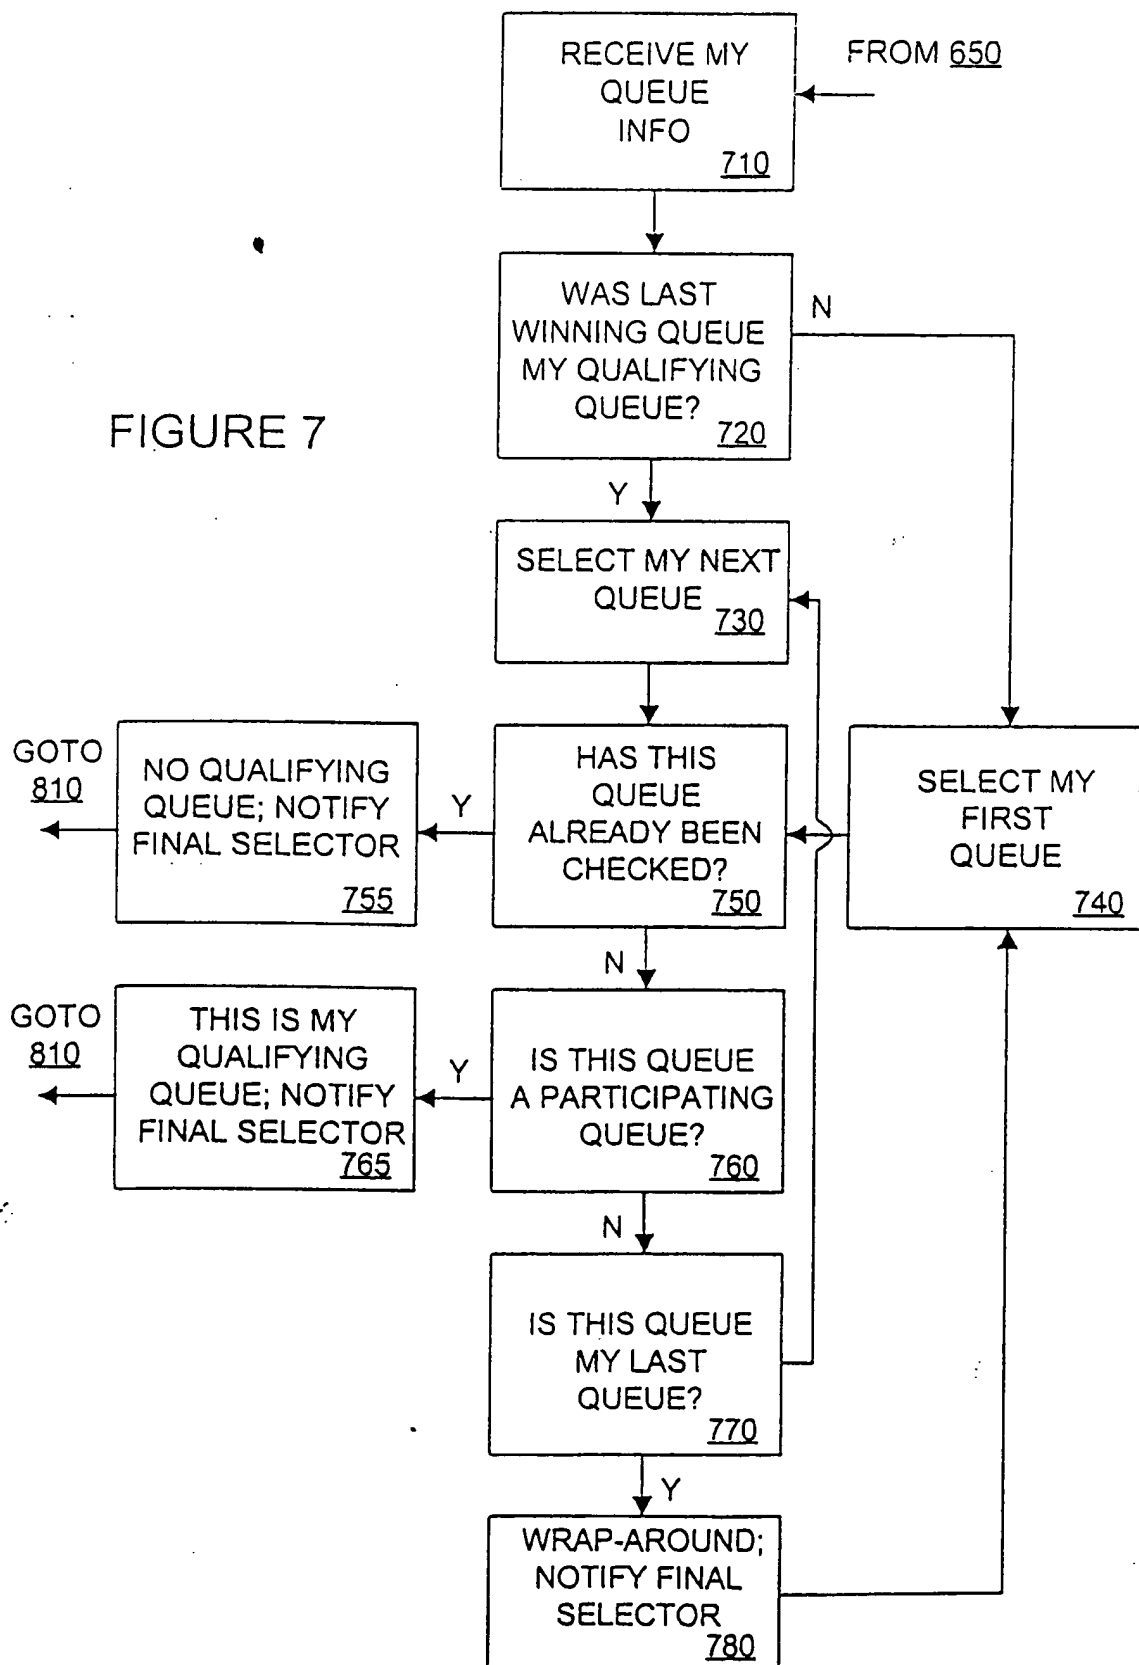 RECEIVE MY
QUEUE
INFO
710
FROM 650
WAS LAST
WINNING QUEUE
MY QUALIFYING
QUEUE?
720
N
FIGURE 7
Y
SELECT MY NEXT
QUEUE
730
GOTO
810
NO QUALIFYING
QUEUE; NOTIFY
FINAL SELECTOR
755
Y
HAS THIS
QUEUE
ALREADY BEEN
CHECKED?
750
SELECT MY
FIRST
QUEUE
740
N
GOTO
810
THIS IS MY
QUALIFYING
QUEUE; NOTIFY
FINAL SELECTOR
765
Y
IS THIS QUEUE
A PARTICIPATING
QUEUE?
760
N
IS THIS QUEUE
MY LAST
QUEUE?
770
Y
WRAP-AROUND;
NOTIFY FINAL
SELECTOR
780